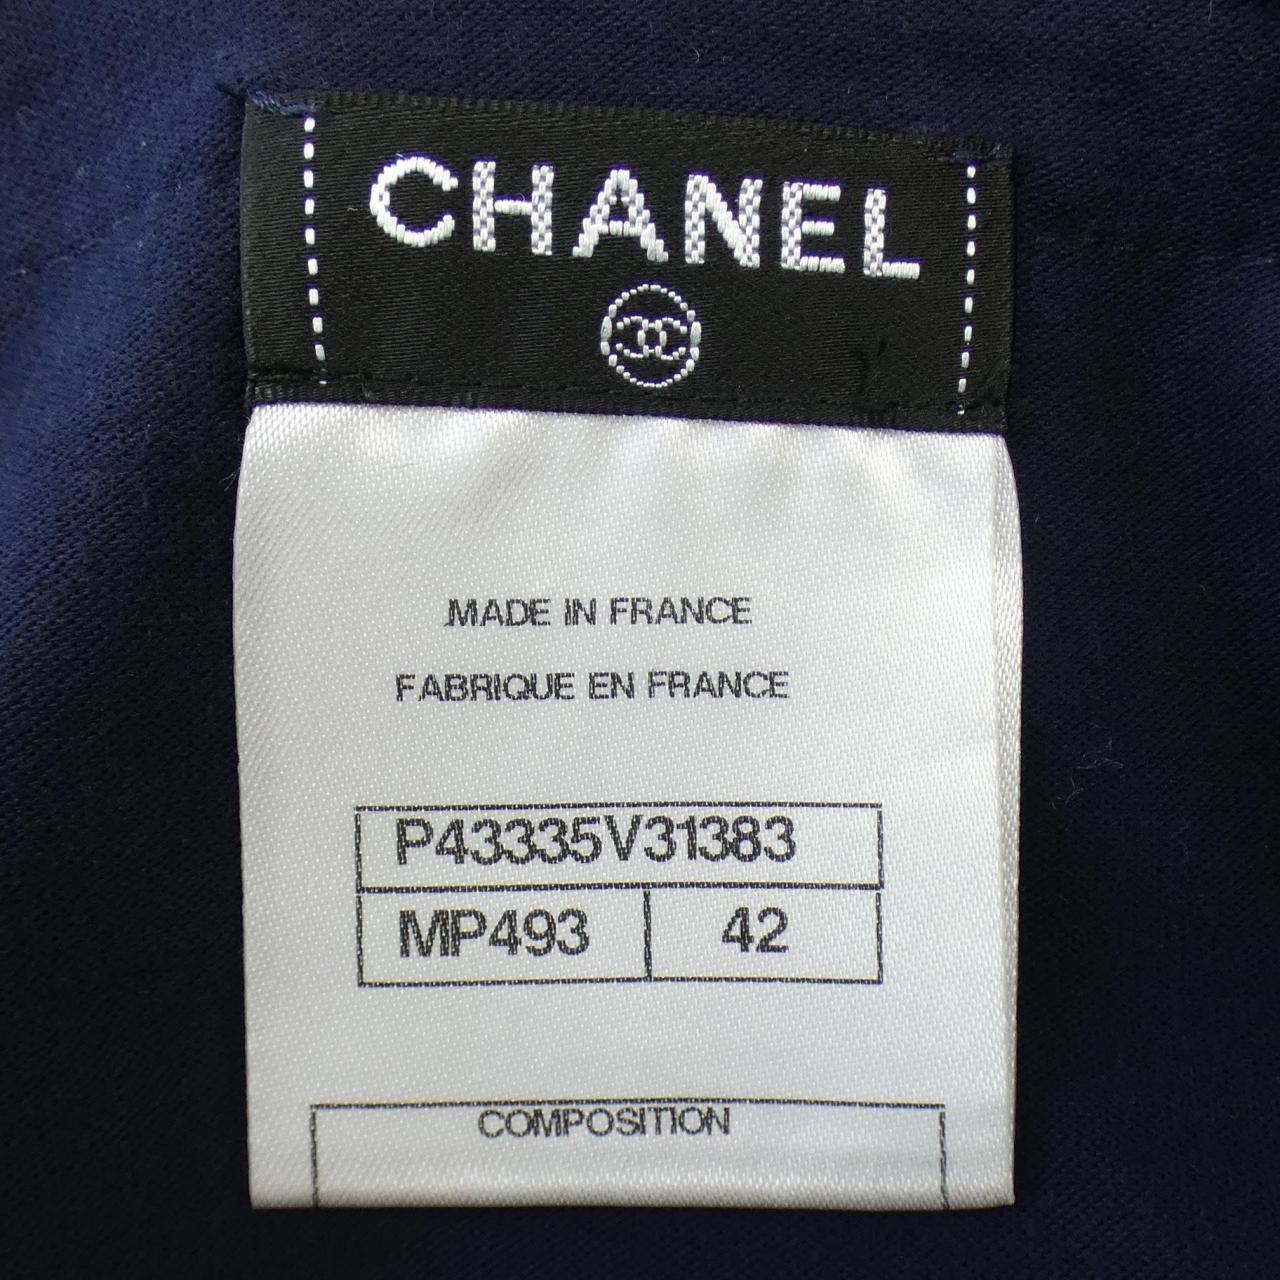 CHANEL
MADE IN FRANCE
FABRIQUE EN FRANCE
P43335V31383
MP493 42
COMPOSITION